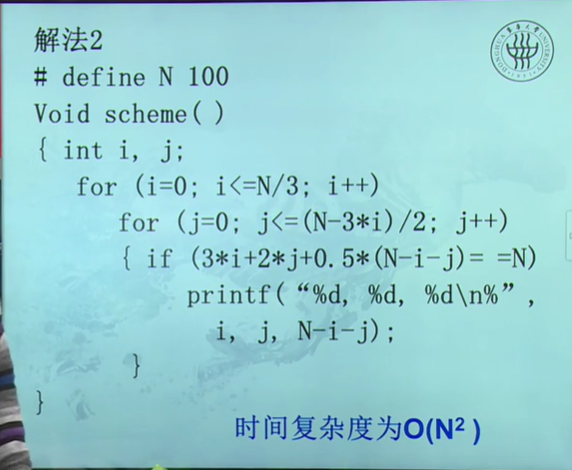 解法2
# define N 100
Void scheme( )
{ int i, j;
for (i=0; i<=N/3; i++)
for (j=0; j<=(N-3*i)/2; j++)
{ if (3*i+2*j+0.5*(N-i-j)= =N)
printf(“%d, %d, %d\n%”,
i, j, N-i-j);
}
}
时间复杂度为O(N²)